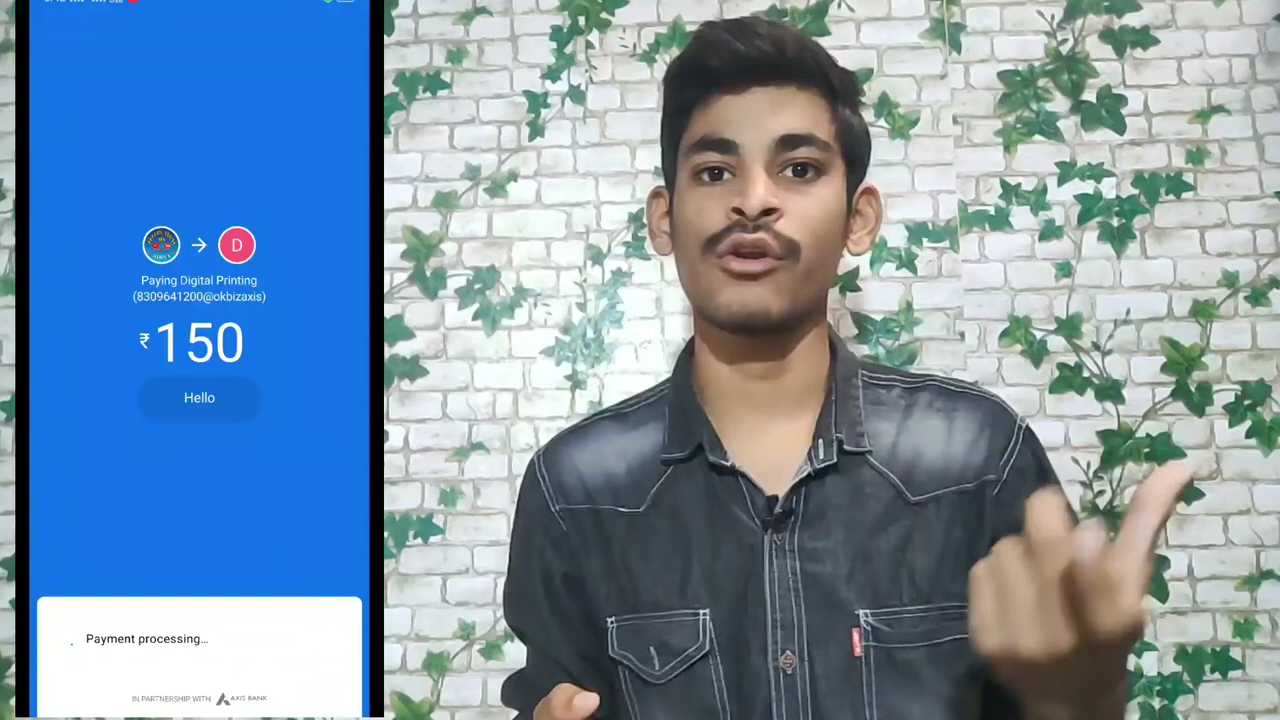 Paying Digital Printing
(8309641200@okbizaxis)
₹150
Hello
D
Payment processing...
IN PARTNERSHIP WITH AXIS BANK